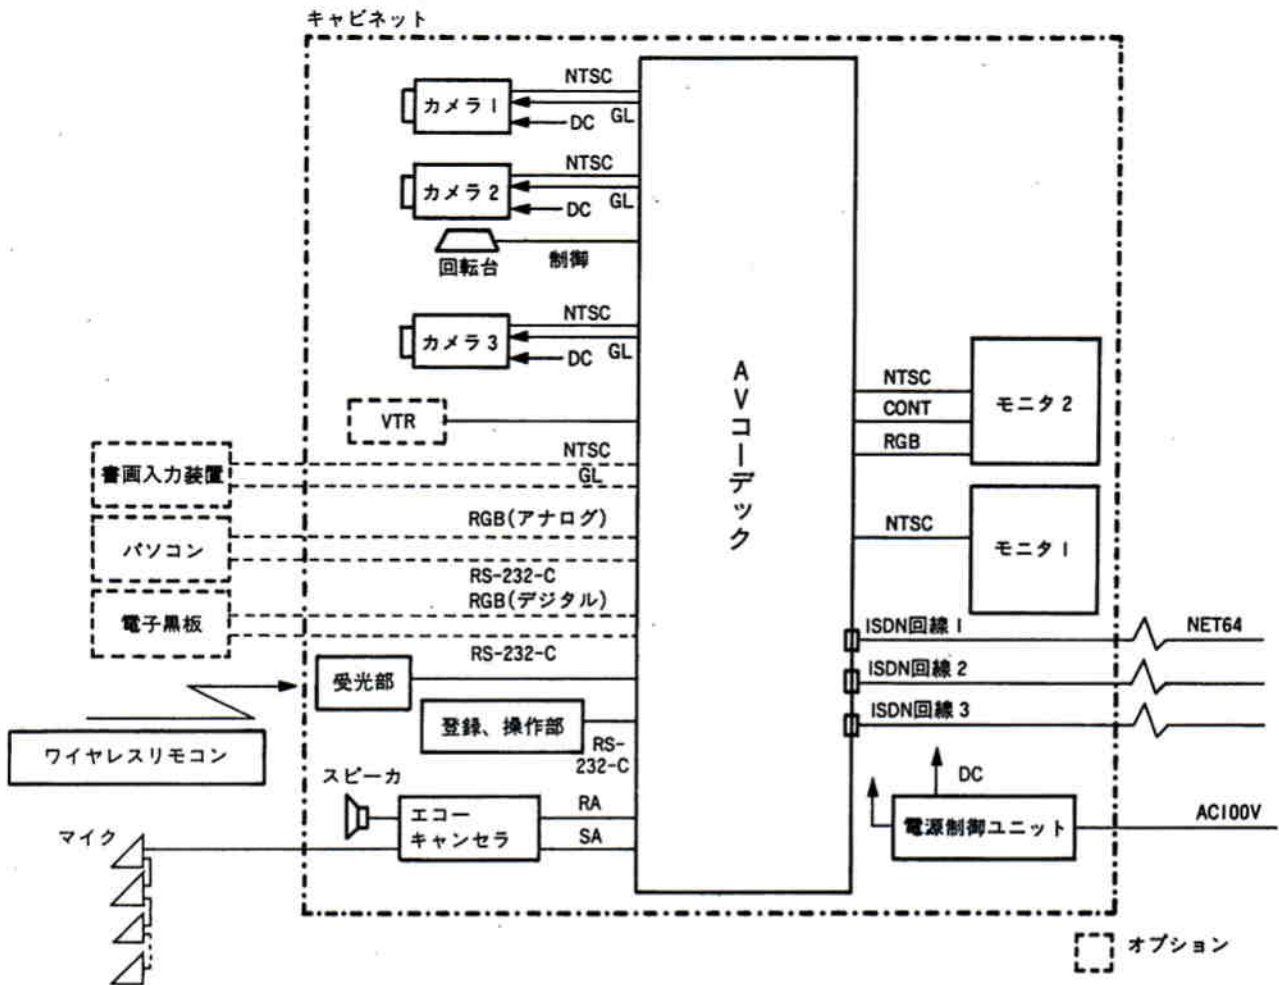 キャビネット
NTSC
カメラ1
GL
DC
NTSC
カメラ2
GL
DC
回転台
制御
NTSC
カメラ3
GL
DC
VTR
NTSC
書画入力装置
GL
RGB(アナログ)
パソコン
RS-232-C
RGB(デジタル)
電子黒板
RS-232-C
受光部
登録、操作部
RS-
232-C
ワイヤレスリモコン
スピーカ
エコー
キャンセラ
RA
SA
マイク
AVコーデック
NTSC
CONT
RGB
モニタ2
NTSC
モニタ1
ISDN回線1
NET64
ISDN回線2
ISDN回線3
DC
電源制御ユニット
AC100V
オプション